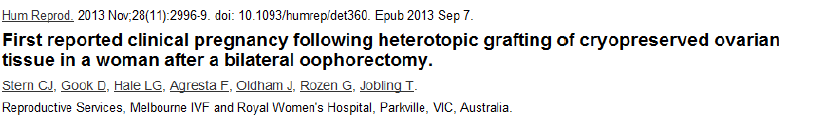 Hum Reprod. 2013 Nov;28(11):2996-9. doi: 10.1093/humrep/det360. Epub 2013 Sep 7.
First reported clinical pregnancy following heterotopic grafting of cryopreserved ovarian
tissue in a woman after a bilateral oophorectomy.
Stern CJ, Gook D, Hale LG, Agresta F, Oldham J, Rozen G, Jobling T.
Reproductive Services, Melbourne IVF and Royal Women's Hospital, Parkville, VIC, Australia.